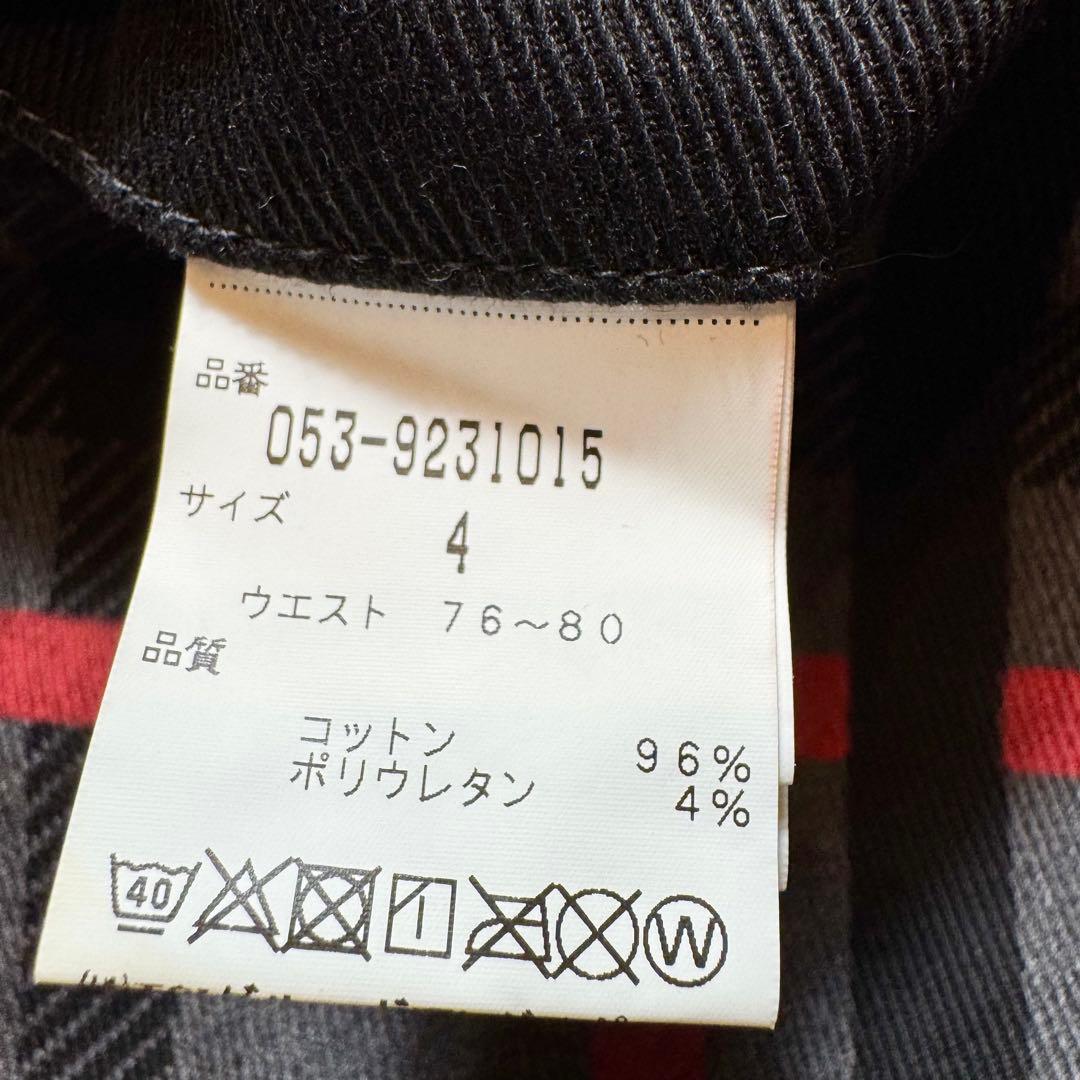 品番
053-9231015
サイズ
4
ウエスト 76～80
品質
コットン 96%
ポリウレタン 4%
40
W